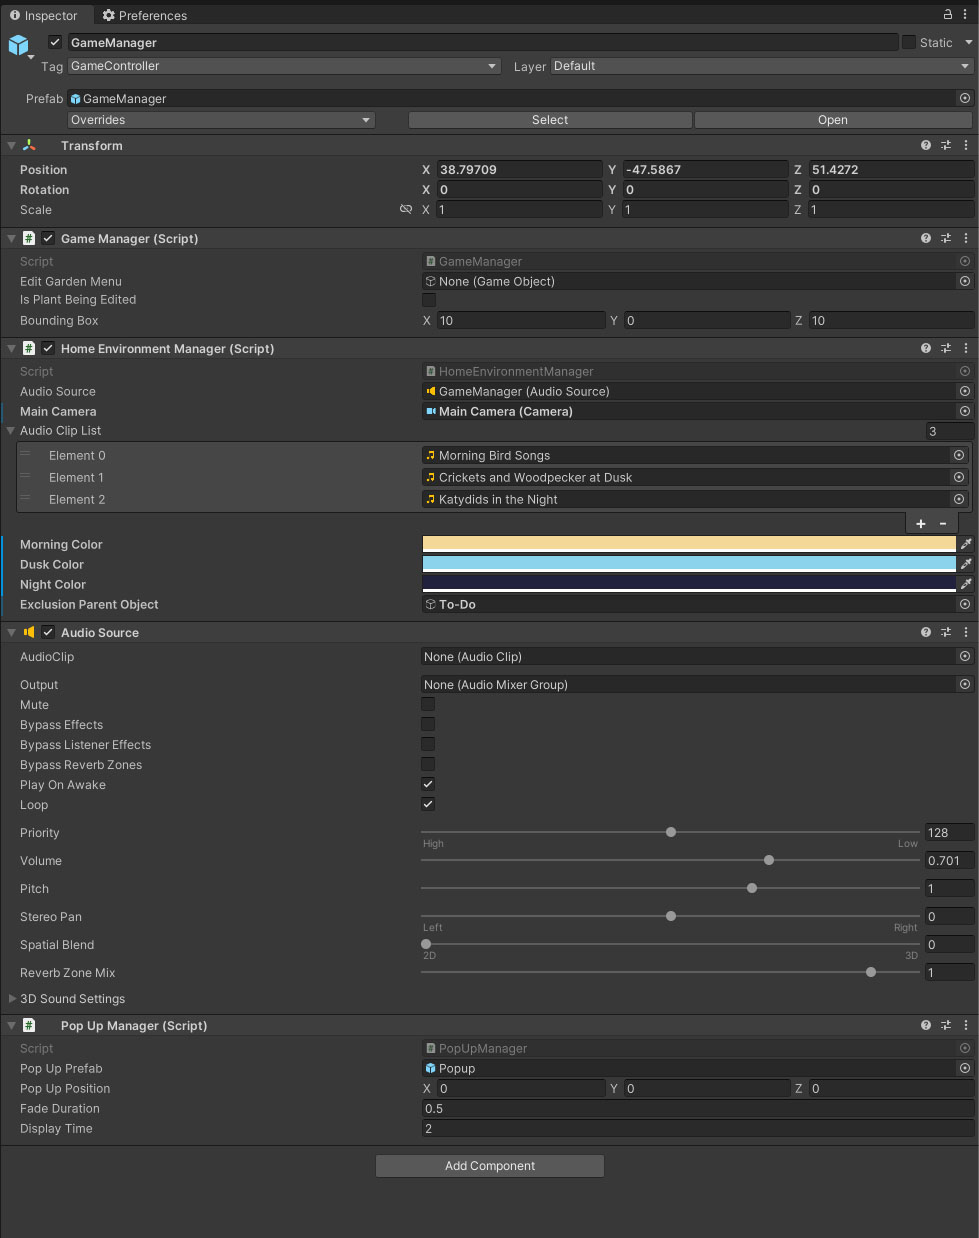 Inspector Preferences
GameManager Static
Tag GameController Layer Default
Prefab GameManager
Overrides Select Open
Transform
Position X 38.79709 Y -47.5867 Z 51.4272
Rotation X 0 Y 0 Z 0
Scale X 1 Y 1 Z 1
# Game Manager (Script)
Script # GameManager
Edit Garden Menu None (Game Object)
Is Plant Being Edited
Bounding Box X 10 Y 0 Z 10
# Home Environment Manager (Script)
Script # HomeEnvironmentManager
Audio Source GameManager (Audio Source)
Main Camera Main Camera (Camera)
Audio Clip List 3
Element 0 Morning Bird Songs
Element 1 Crickets and Woodpecker at Dusk
Element 2 Katydids in the Night
+ -
Morning Color
Dusk Color
Night Color
Exclusion Parent Object To-Do
Audio Source
AudioClip None (Audio Clip)
Output None (Audio Mixer Group)
Mute
Bypass Effects
Bypass Listener Effects
Bypass Reverb Zones
Play On Awake
Loop
Priority 128
High Low
Volume 0.701
Pitch 1
Stereo Pan 0
Left Right
Spatial Blend 0
2D 3D
Reverb Zone Mix 1
3D Sound Settings
# Pop Up Manager (Script)
Script # PopUpManager
Pop Up Prefab Popup
Pop Up Position X 0 Y 0 Z 0
Fade Duration 0.5
Display Time 2
Add Component